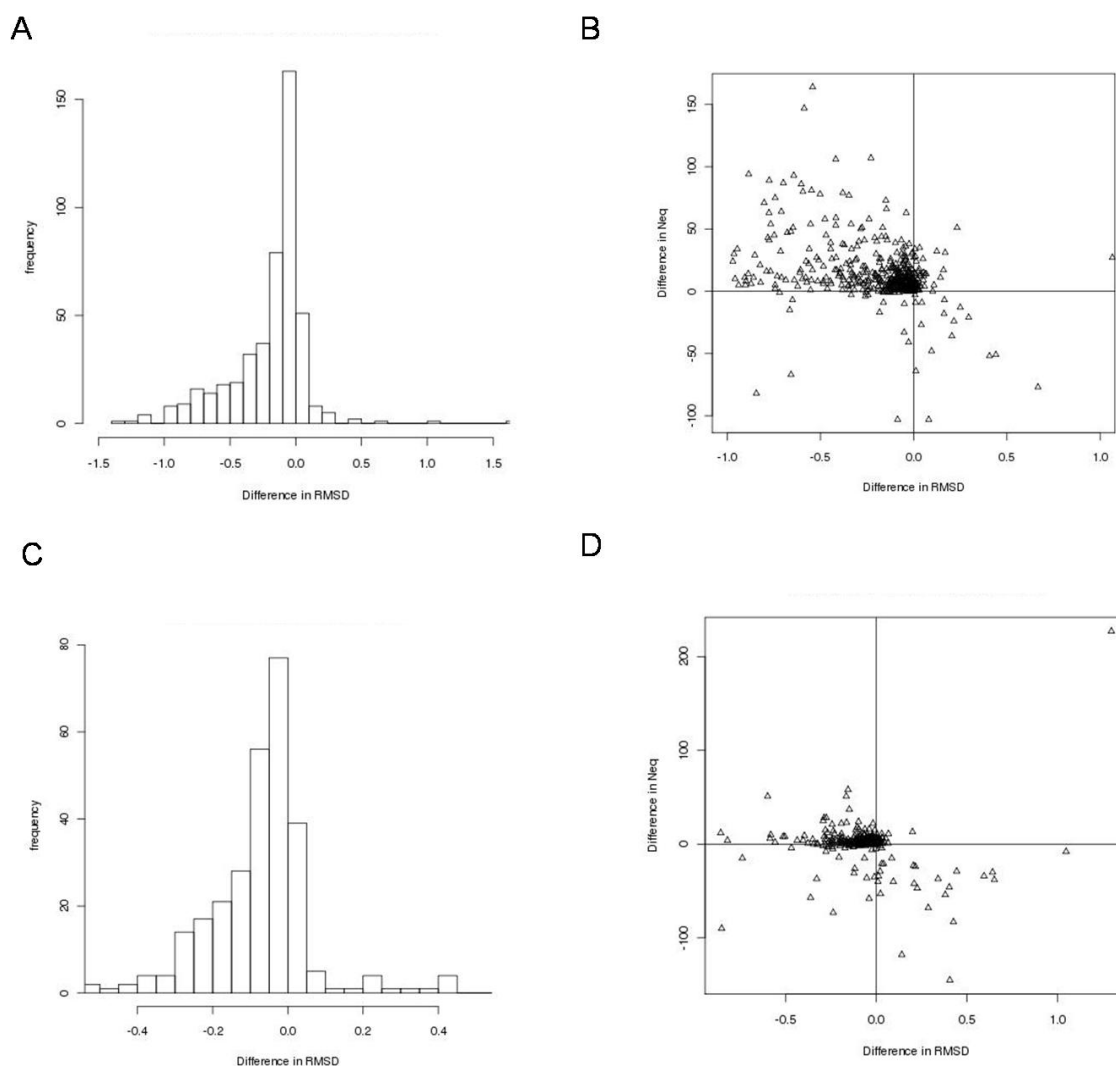 A
150
100
50
0
frequency
-1.5 -1.0 -0.5 0.0 0.5 1.0 1.5
Difference in RMSD
B
150
100
50
0
-50
-100
Difference in Neq
-1.0 -0.5 0.0 0.5 1.0
Difference in RMSD
C
80
60
40
20
0
frequency
-0.4 -0.2 0.0 0.2 0.4
Difference in RMSD
D
200
100
0
-100
Difference in Neq
-0.5 0.0 0.5 1.0
Difference in RMSD